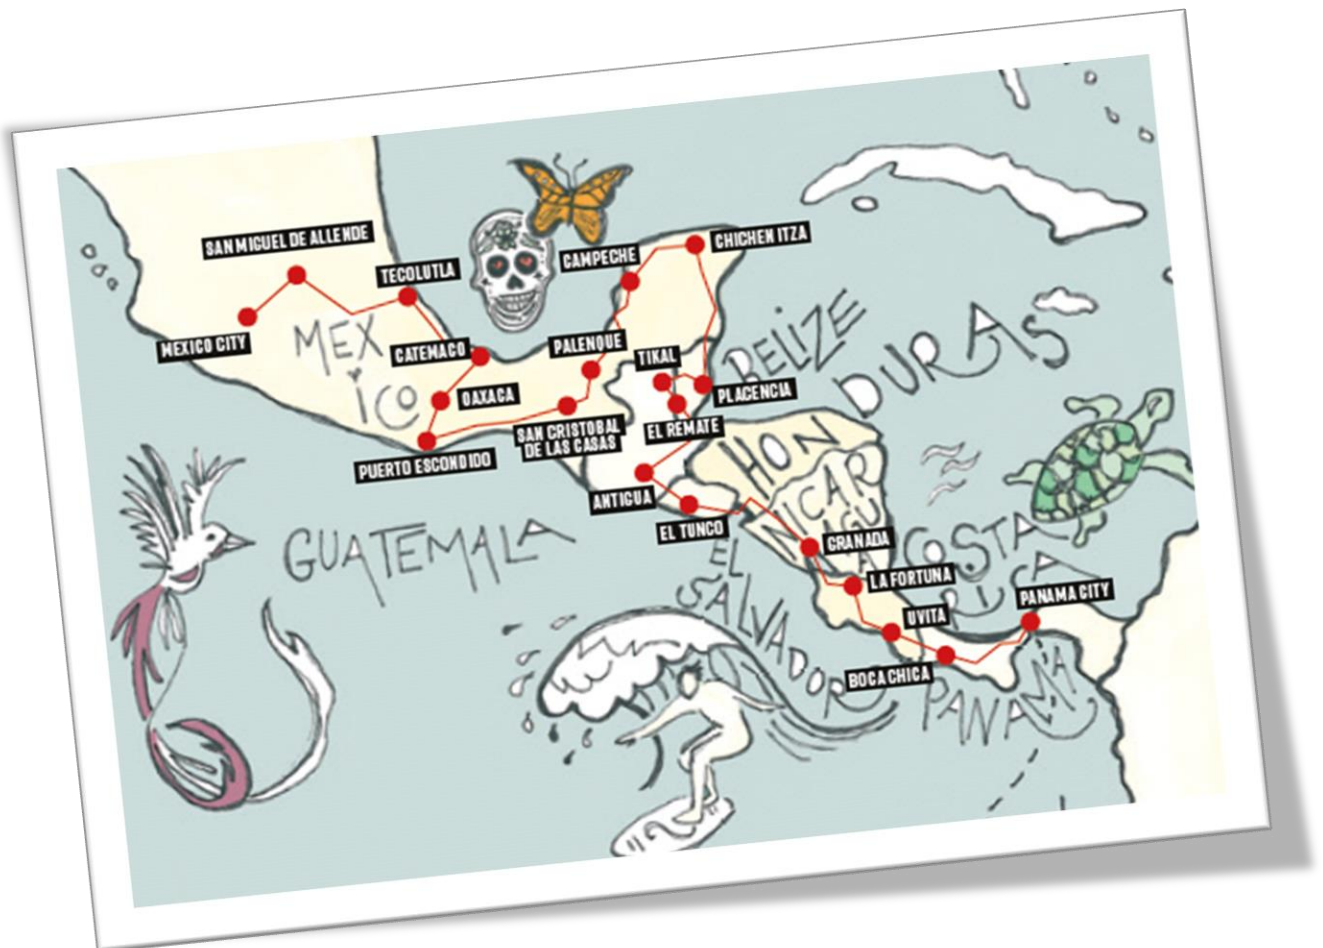 SAN MIGUEL DE ALLENDE
TECOLUTLA
CAMPECHE
CHICHEN ITZA
MEXICO CITY
MEX
ICO
CATEMACO
PALENQUE
TIKAL
BELIZE
DURAS
OAXACA
PLACENCIA
PUERTO ESCONDIDO
SAN CRISTOBAL
DE LAS CASAS
EL REMATE
HON
ANTIGUA
NICAR
AGU
A
EL TUNCO
GUATEMALA
GRANADA
COSTA
RICA
EL
SALVADOR
LA FORTUNA
UVITA
PANAMA CITY
BOCA CHICA
PANAMA